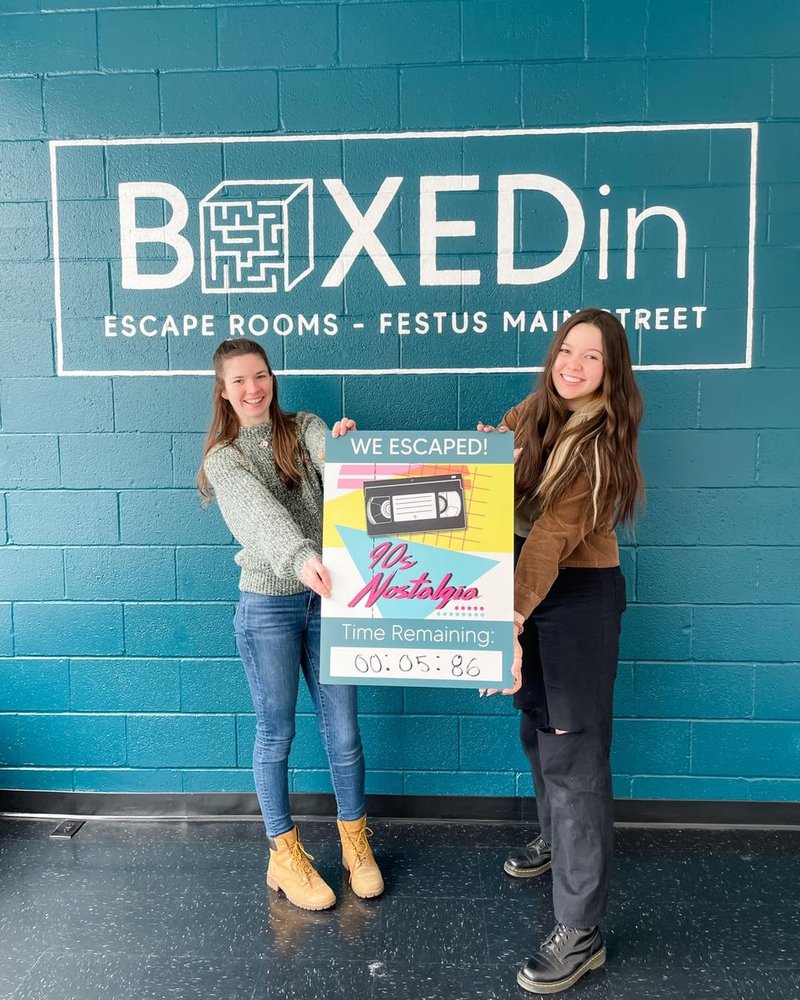 BOXEDin
ESCAPE ROOMS - FESTUS MAIN STREET
WE ESCAPED!
90s
Nostalgia
Time Remaining:
00:05:86